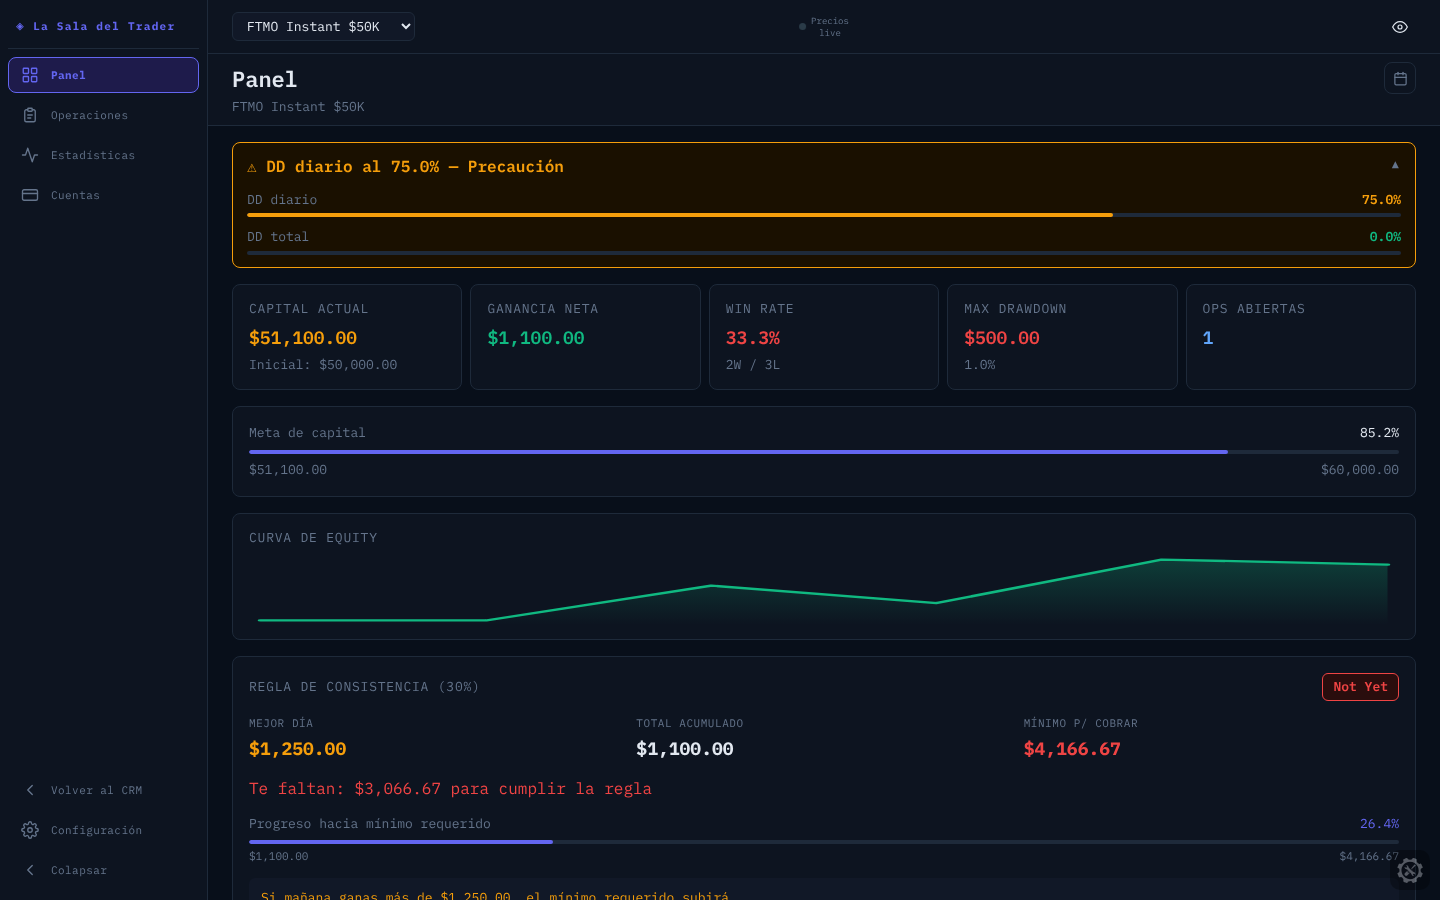 ◈ La Sala del Trader
Panel
Operaciones
Estadísticas
Cuentas
Volver al CRM
Configuración
Colapsar
FTMO Instant $50K
Precios
live
Panel
FTMO Instant $50K
⚠ DD diario al 75.0% — Precaución
▲
DD diario
75.0%
DD total
0.0%
CAPITAL ACTUAL
$51,100.00
Inicial: $50,000.00
GANANCIA NETA
$1,100.00
WIN RATE
33.3%
2W / 3L
MAX DRAWDOWN
$500.00
1.0%
OPS ABIERTAS
1
Meta de capital
85.2%
$51,100.00
$60,000.00
CURVA DE EQUITY
REGLA DE CONSISTENCIA (30%)
Not Yet
MEJOR DÍA
$1,250.00
TOTAL ACUMULADO
$1,100.00
MÍNIMO P/ COBRAR
$4,166.67
Te faltan: $3,066.67 para cumplir la regla
Progreso hacia mínimo requerido
26.4%
$1,100.00
$4,166.67
Si mañana ganas más de $1,250.00, el mínimo requerido subirá